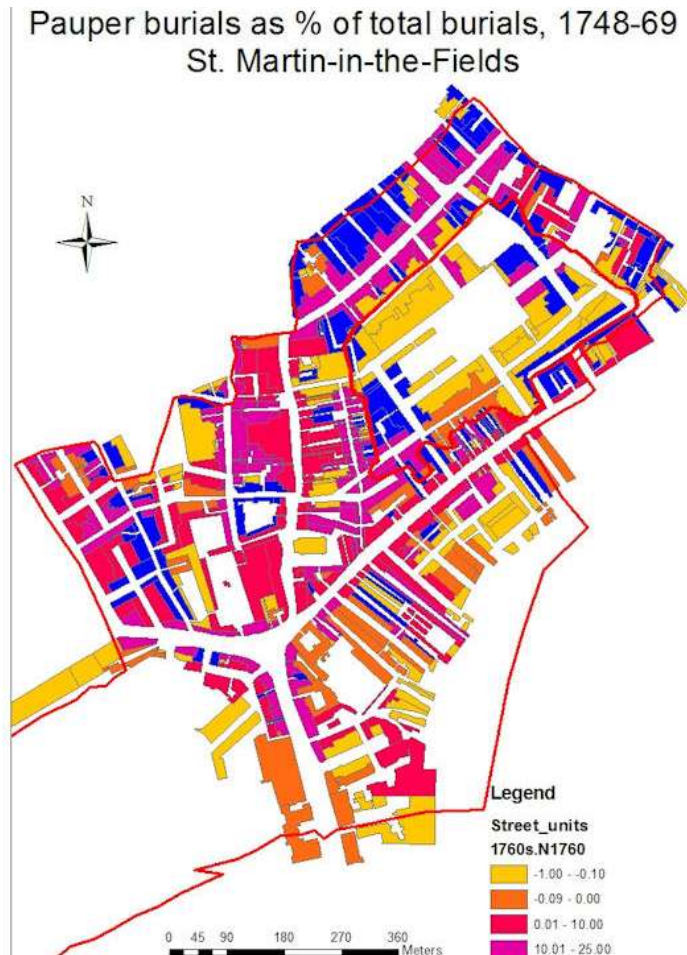 Pauper burials as % of total burials, 1748-69
St. Martin-in-the-Fields
N
Legend
Street_units
1760s.N1760
-1.00 - -0.10
-0.09 - 0.00
0.01 - 10.00
10.01 - 25.00
0 45 90 180 270 360
Meters